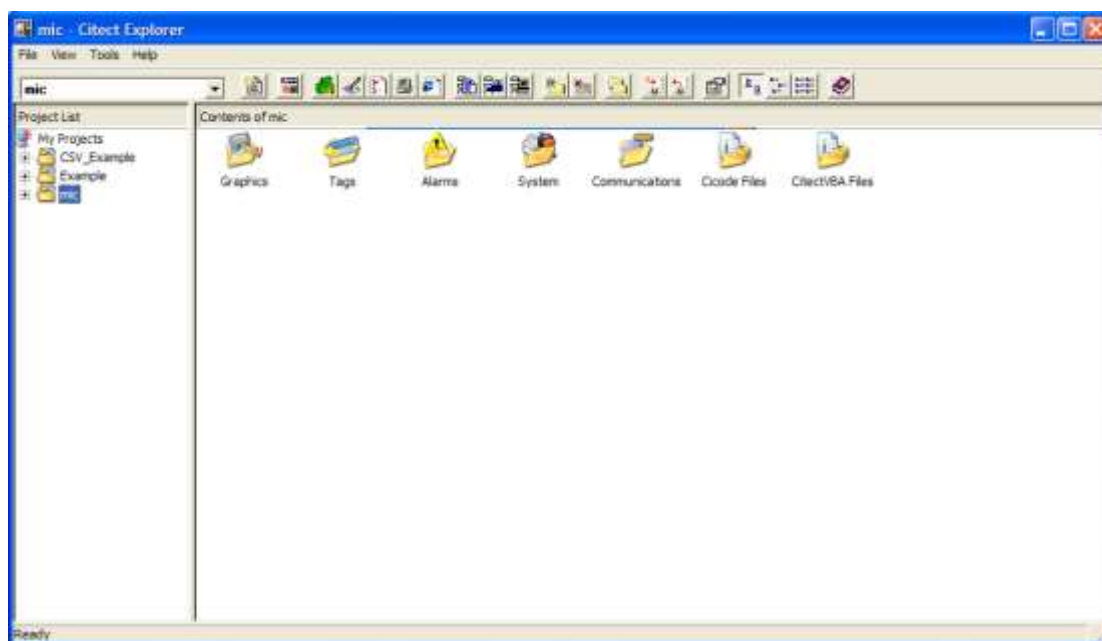 mic - Citect Explorer
File View Tools Help
mic
Project List
Contents of mic
My Projects
CSV_Example
Example
mic
Graphics Tags Alarms System Communications Cicode Files CitectVBA Files
Ready